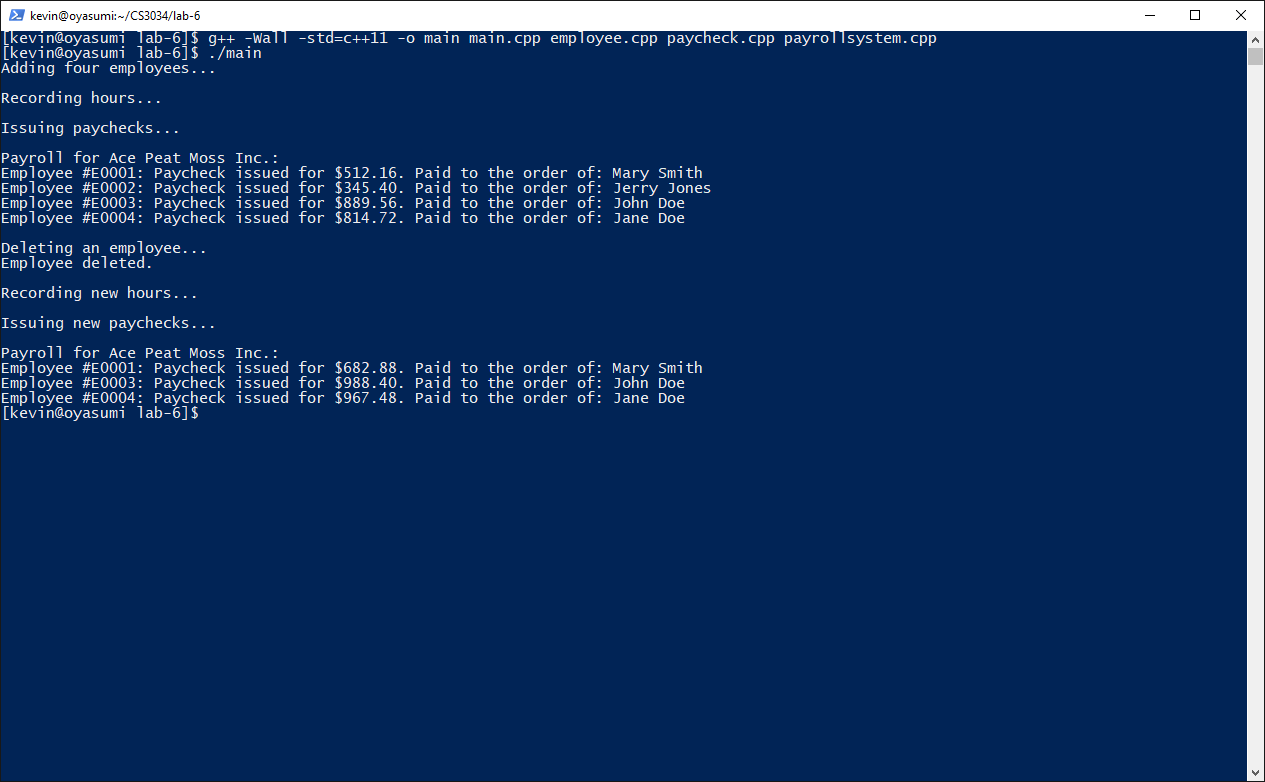 kevin@oyasumi:~/CS3034/lab-6
[kevin@oyasumi lab-6]$ g++ -Wall -std=c++11 -o main main.cpp employee.cpp paycheck.cpp payrollsystem.cpp
[kevin@oyasumi lab-6]$ ./main
Adding four employees...
Recording hours...
Issuing paychecks...
Payroll for Ace Peat Moss Inc.:
Employee #E0001: Paycheck issued for $512.16. Paid to the order of: Mary Smith
Employee #E0002: Paycheck issued for $345.40. Paid to the order of: Jerry Jones
Employee #E0003: Paycheck issued for $889.56. Paid to the order of: John Doe
Employee #E0004: Paycheck issued for $814.72. Paid to the order of: Jane Doe
Deleting an employee...
Employee deleted.
Recording new hours...
Issuing new paychecks...
Payroll for Ace Peat Moss Inc.:
Employee #E0001: Paycheck issued for $682.88. Paid to the order of: Mary Smith
Employee #E0003: Paycheck issued for $988.40. Paid to the order of: John Doe
Employee #E0004: Paycheck issued for $967.48. Paid to the order of: Jane Doe
[kevin@oyasumi lab-6]$